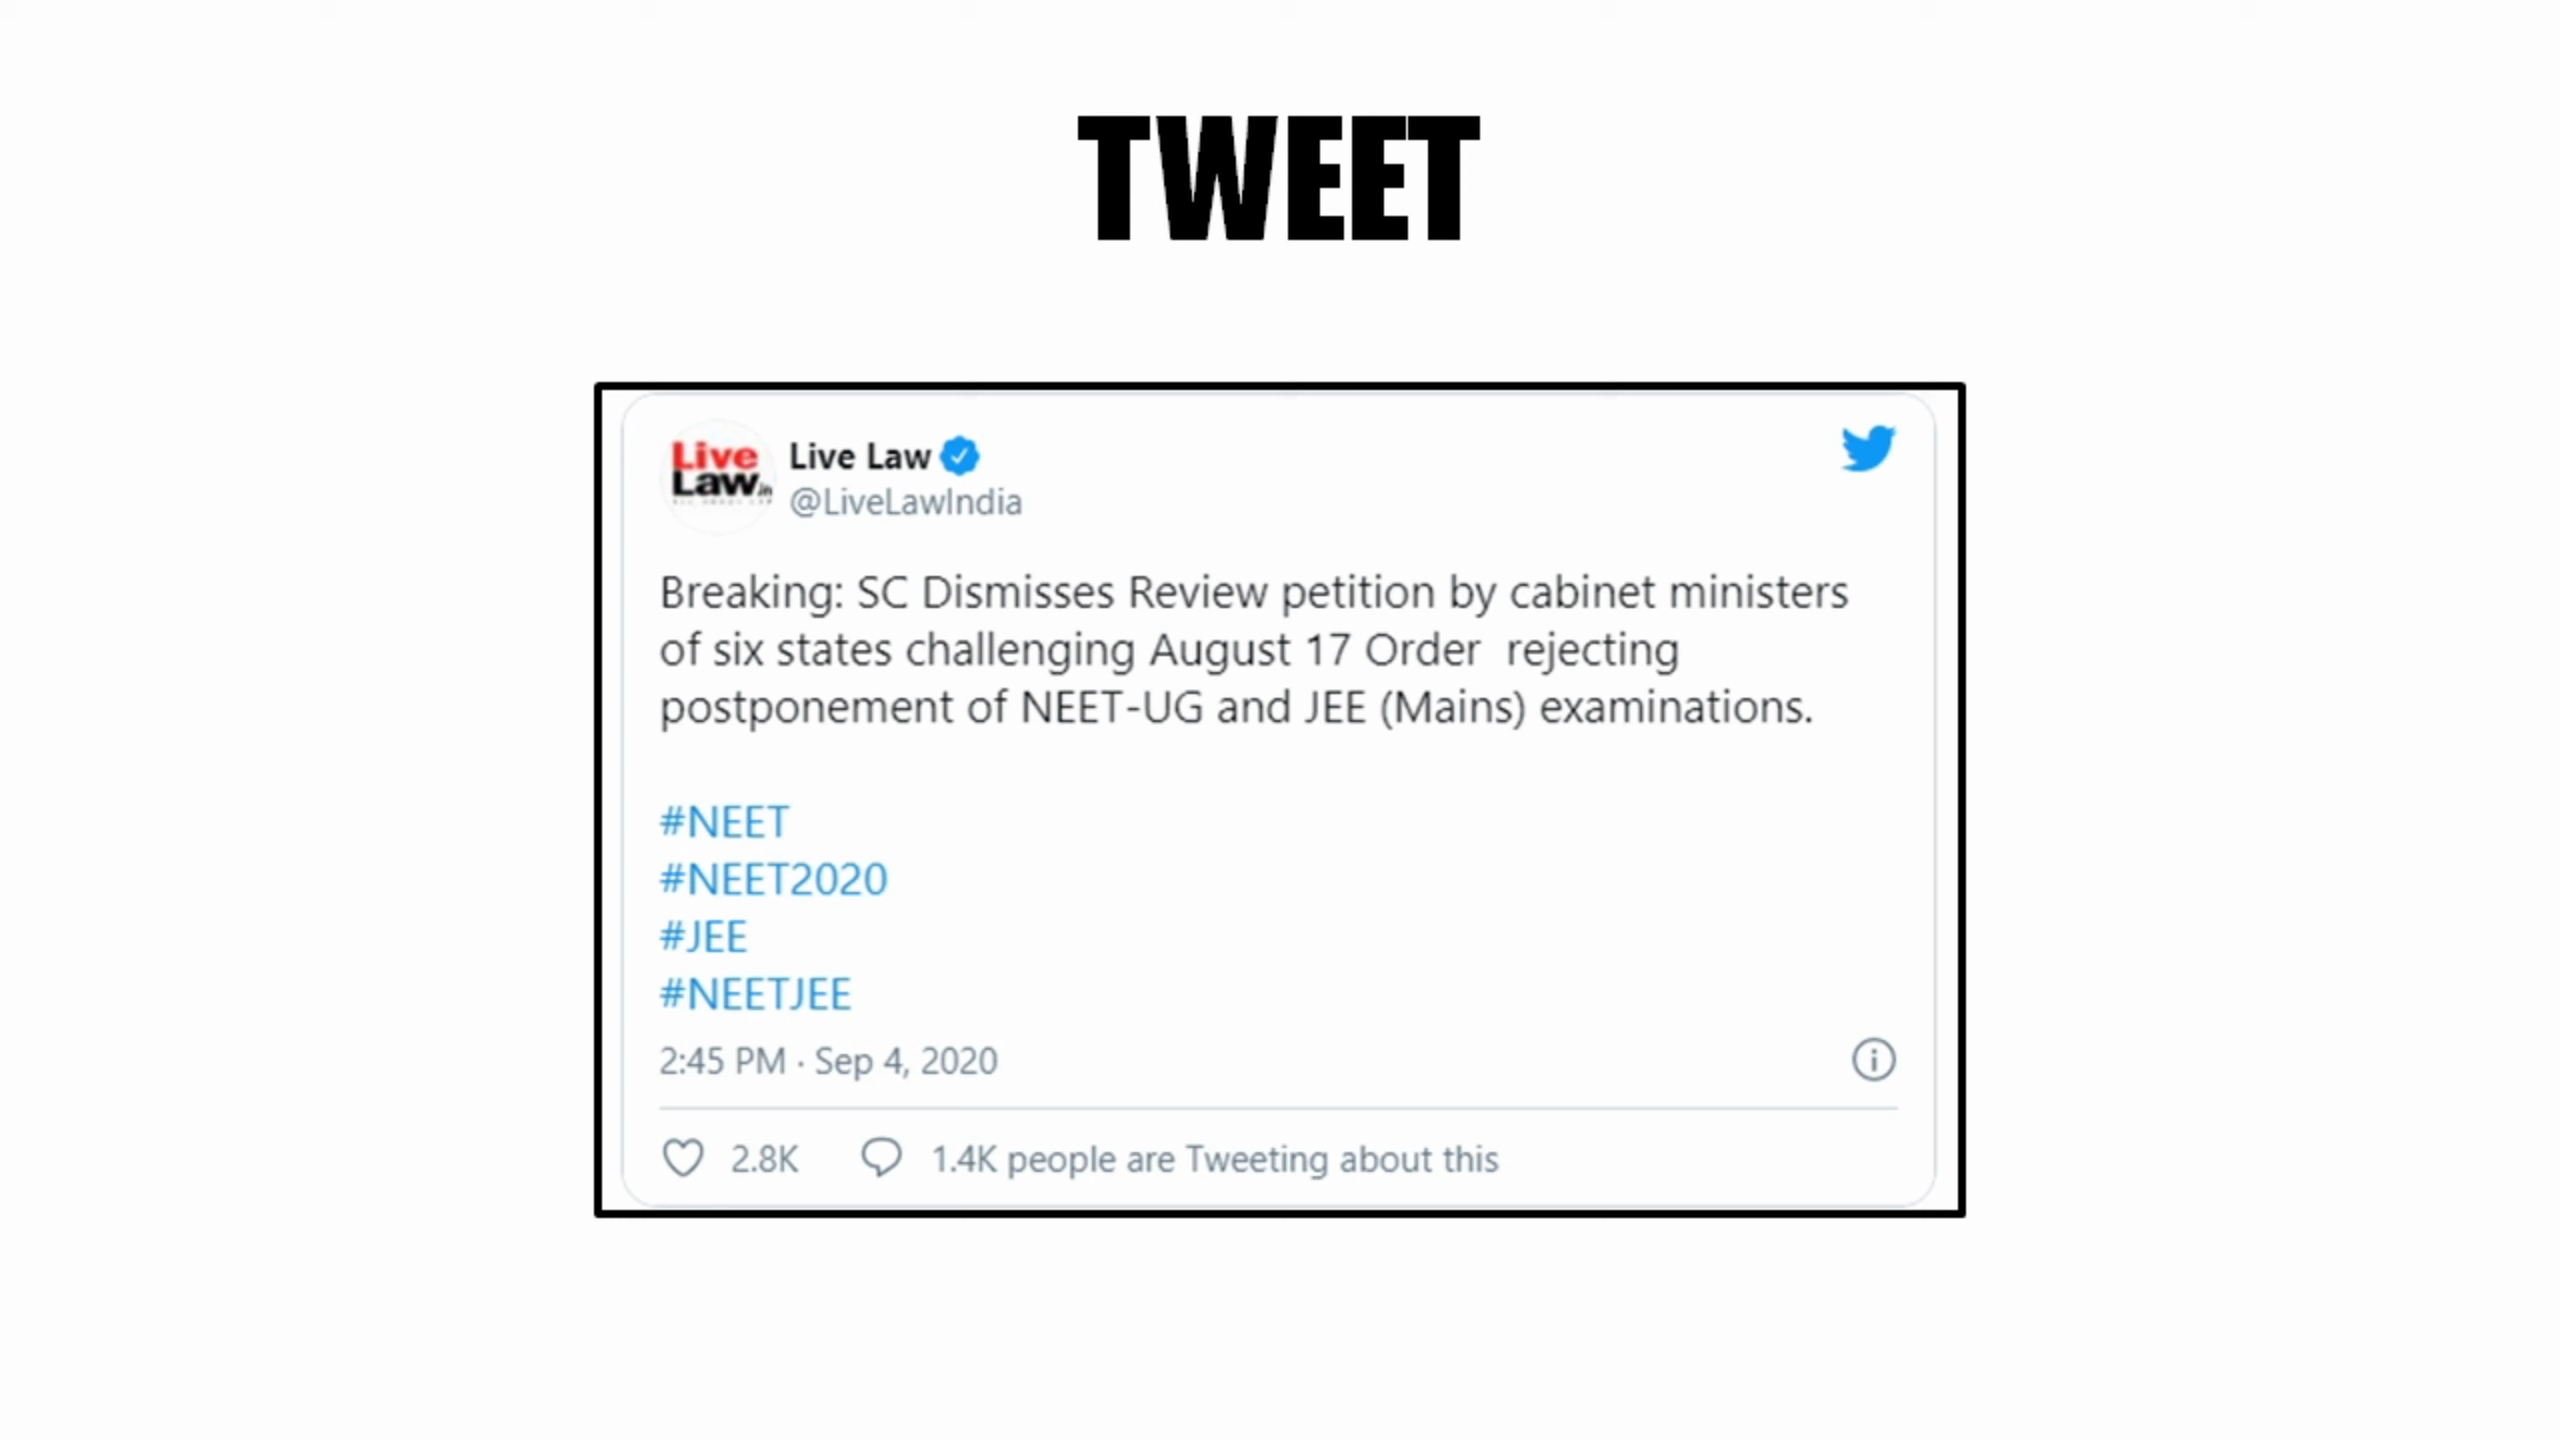 TWEET
Live
Law.in
Live Law
@LiveLawIndia
Breaking: SC Dismisses Review petition by cabinet ministers
of six states challenging August 17 Order  rejecting
postponement of NEET-UG and JEE (Mains) examinations.
#NEET
#NEET2020
#JEE
#NEETJEE
2:45 PM · Sep 4, 2020
2.8K
1.4K people are Tweeting about this